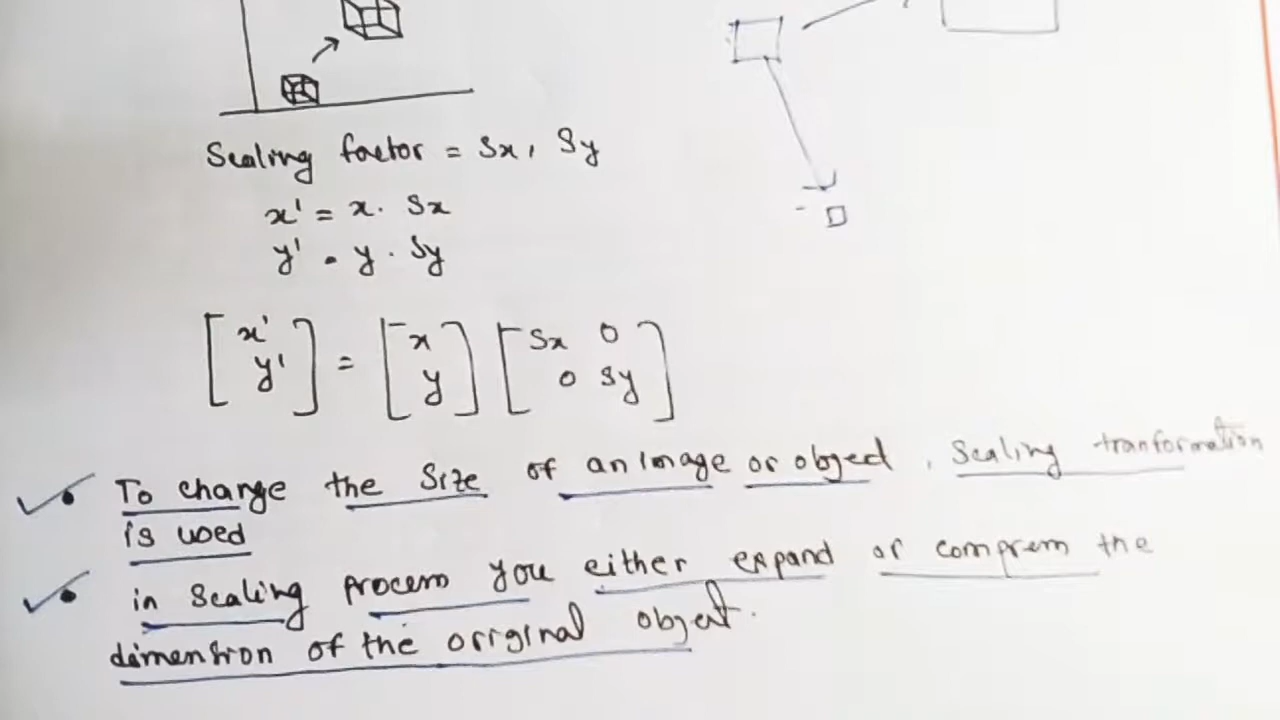 Scaling factor = Sx, Sy
x' = x. Sx
y' = y. Sy
[x' y'] = [x y] [Sx 0 0 Sy]
To change the Size of an image or object, Scaling tranformation
is used
in Scaling process you either expand or compress the
dimension of the original object.